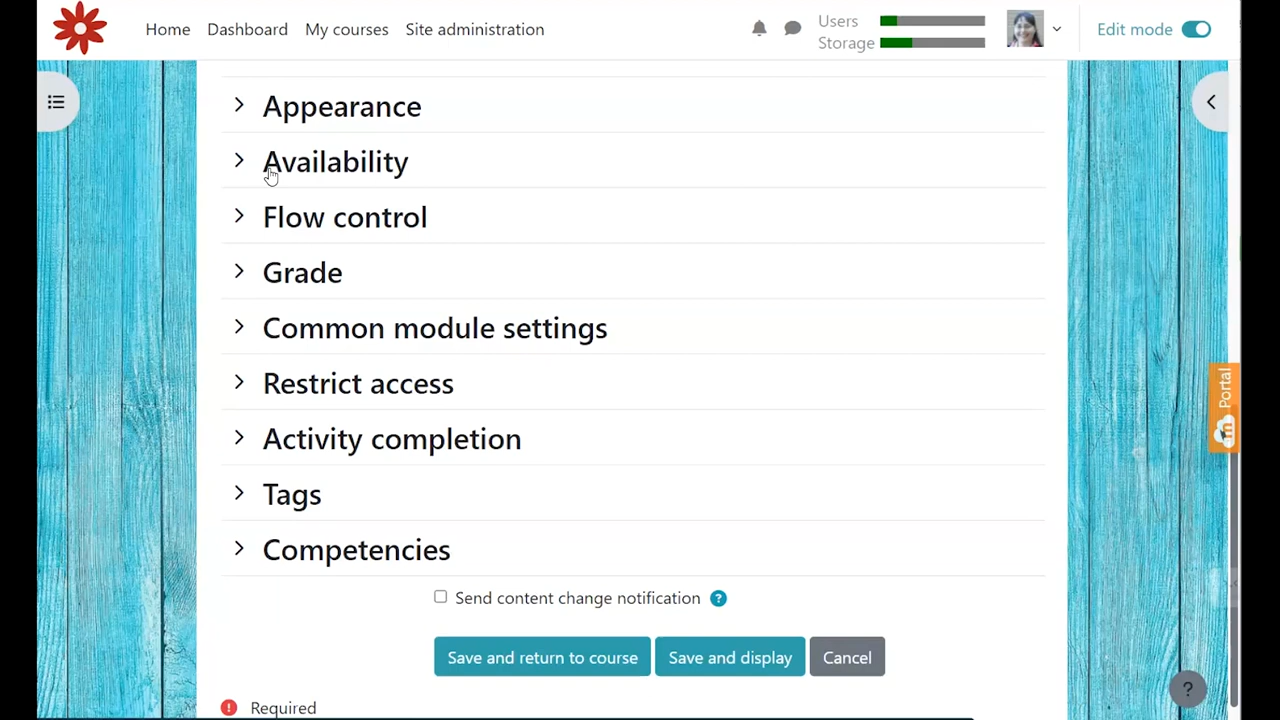 Home Dashboard My courses Site administration
Users
Storage
Edit mode
Appearance
Availability
Flow control
Grade
Common module settings
Restrict access
Activity completion
Tags
Competencies
Send content change notification ?
Save and return to course Save and display Cancel
! Required
Portal
m
?